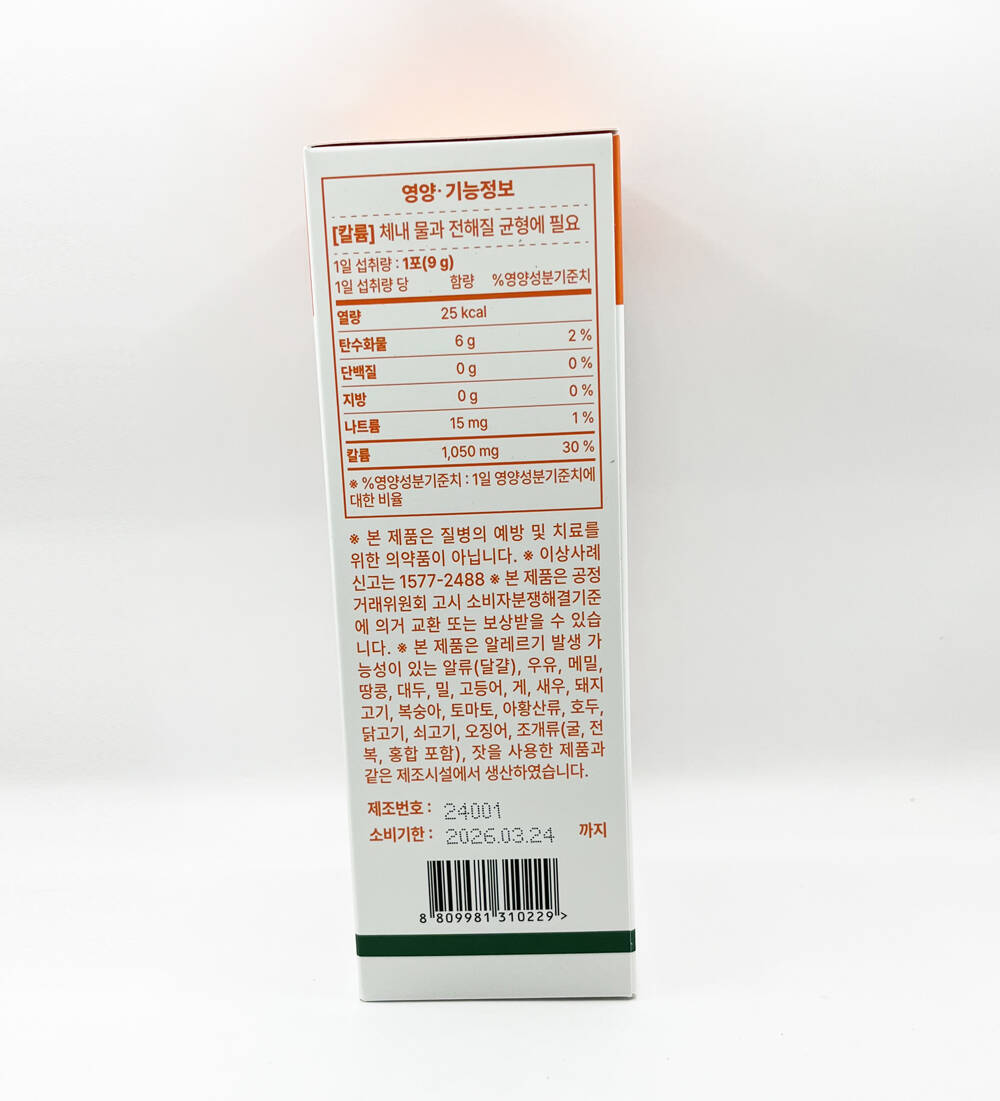 영양·기능정보
[칼륨] 체내 물과 전해질 균형에 필요
1일 섭취량 : 1포(9 g)
1일 섭취량 당 함량 %영양성분기준치
열량 25 kcal
탄수화물 6 g 2 %
단백질 0 g 0 %
지방 0 g 0 %
나트륨 15 mg 1 %
칼륨 1,050 mg 30 %
※ %영양성분기준치 : 1일 영양성분기준치에
대한 비율
※ 본 제품은 질병의 예방 및 치료를
위한 의약품이 아닙니다. ※ 이상사례
신고는 1577-2488 ※ 본 제품은 공정
거래위원회 고시 소비자분쟁해결기준
에 의거 교환 또는 보상받을 수 있습
니다. ※ 본 제품은 알레르기 발생 가
능성이 있는 알류(달걀), 우유, 메밀,
땅콩, 대두, 밀, 고등어, 게, 새우, 돼지
고기, 복숭아, 토마토, 아황산류, 호두,
닭고기, 쇠고기, 오징어, 조개류(굴, 전
복, 홍합 포함), 잣을 사용한 제품과
같은 제조시설에서 생산하였습니다.
제조번호 : 24001
소비기한 : 2026.03.24 까지
8 809981 310229 >